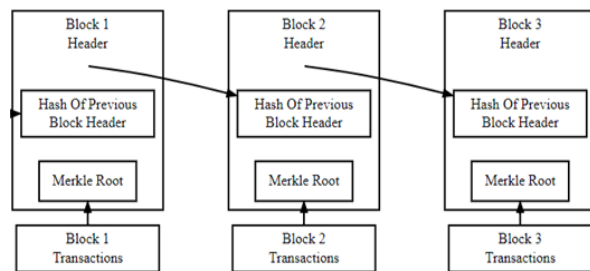 Block 1
Header
Block 2
Header
Block 3
Header
Hash Of Previous
Block Header
Hash Of Previous
Block Header
Hash Of Previous
Block Header
Merkle Root
Merkle Root
Merkle Root
Block 1
Transactions
Block 2
Transactions
Block 3
Transactions